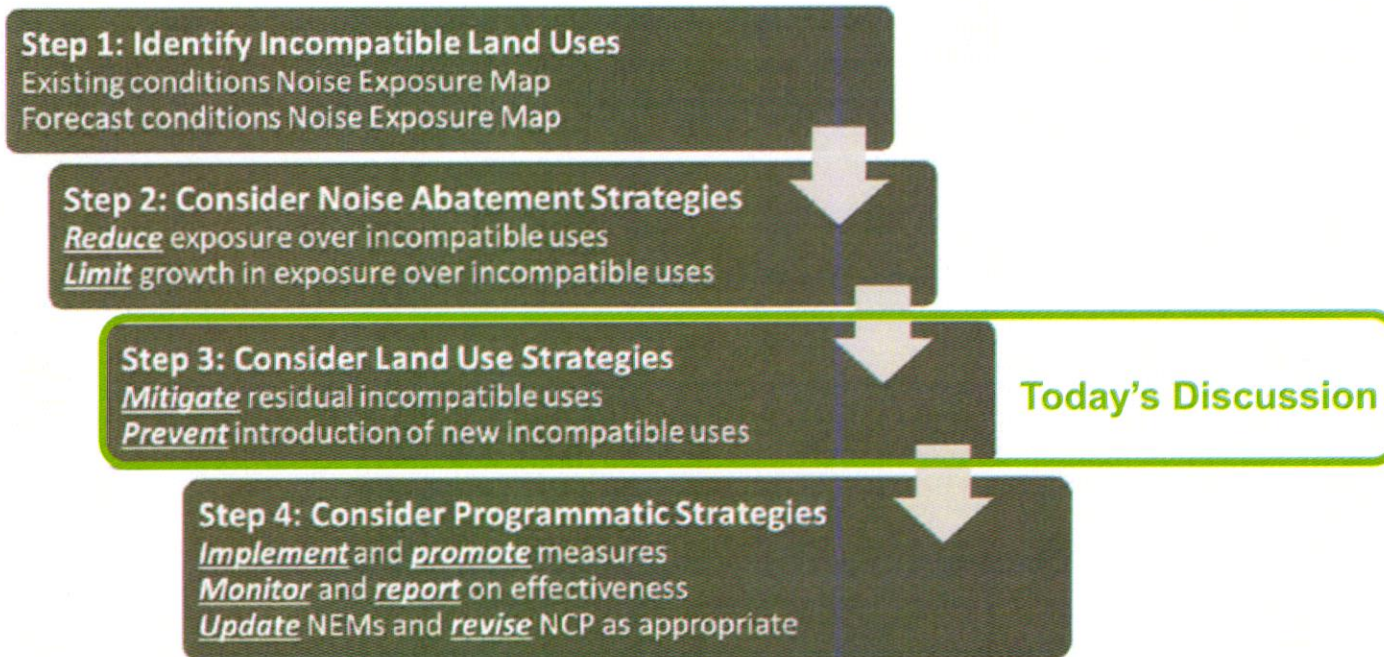 Step 1: Identify Incompatible Land Uses
Existing conditions Noise Exposure Map
Forecast conditions Noise Exposure Map
Step 2: Consider Noise Abatement Strategies
Reduce exposure over incompatible uses
Limit growth in exposure over incompatible uses
Step 3: Consider Land Use Strategies
Mitigate residual incompatible uses
Prevent introduction of new incompatible uses
Today's Discussion
Step 4: Consider Programmatic Strategies
Implement and promote measures
Monitor and report on effectiveness
Update NEMs and revise NCP as appropriate